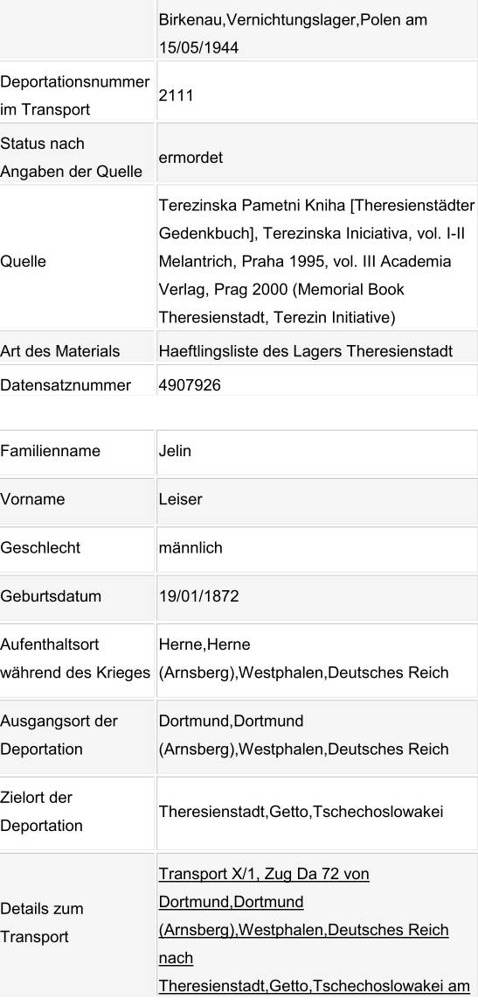 Birkenau,Vernichtungslager,Polen am
15/05/1944
Deportationsnummer
im Transport
2111
Status nach
Angaben der Quelle
ermordet
Quelle
Terezinska Pametni Kniha [Theresienstädter
Gedenkbuch], Terezinska Iniciativa, vol. I-II
Melantrich, Praha 1995, vol. III Academia
Verlag, Prag 2000 (Memorial Book
Theresienstadt, Terezin Initiative)
Art des Materials
Haeftlingsliste des Lagers Theresienstadt
Datensatznummer
4907926
Familienname
Jelin
Vorname
Leiser
Geschlecht
männlich
Geburtsdatum
19/01/1872
Aufenthaltsort
während des Krieges
Herne,Herne
(Arnsberg),Westphalen,Deutsches Reich
Ausgangsort der
Deportation
Dortmund,Dortmund
(Arnsberg),Westphalen,Deutsches Reich
Zielort der
Deportation
Theresienstadt,Getto,Tschechoslowakei
Details zum
Transport
Transport X/1, Zug Da 72 von
Dortmund,Dortmund
(Arnsberg),Westphalen,Deutsches Reich
nach
Theresienstadt,Getto,Tschechoslowakei am